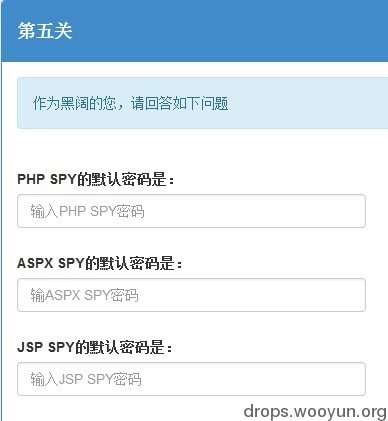 第五关
作为黑阔的您，请回答如下问题
PHP SPY的默认密码是：
输入PHP SPY密码
ASPX SPY的默认密码是：
输ASPX SPY密码
JSP SPY的默认密码是：
输入JSP SPY密码
drops.wooyun.org